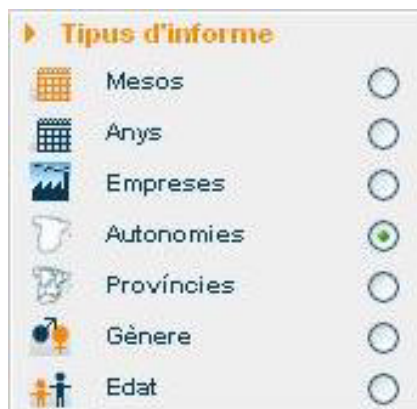 Tipus d'informe
Mesos
Anys
Empreses
Autonomies
Províncies
Gènere
Edat